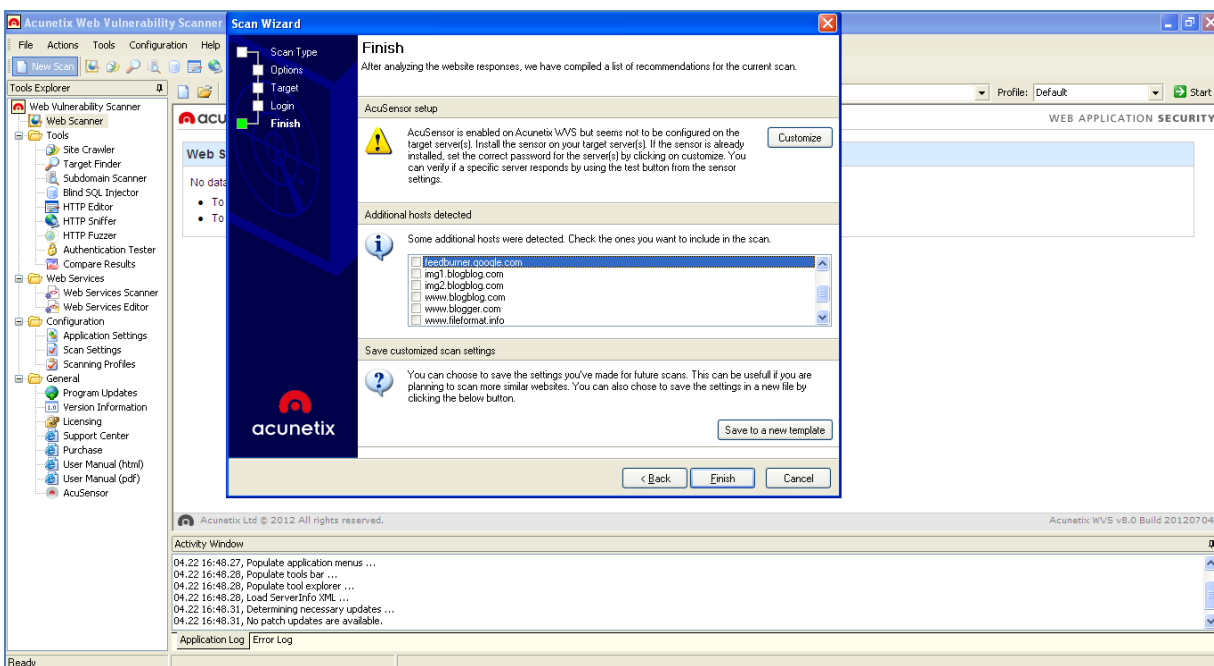 Acunetix Web Vulnerability Scanner
Scan Wizard
File Actions Tools Configuration Help
New Scan
Profile: Default Start
Tools Explorer
Web Vulnerability Scanner
Web Scanner
Tools
Site Crawler
Target Finder
Subdomain Scanner
Blind SQL Injector
HTTP Editor
HTTP Sniffer
HTTP Fuzzer
Authentication Tester
Compare Results
Web Services
Web Services Scanner
Web Services Editor
Configuration
Application Settings
Scan Settings
Scanning Profiles
General
Program Updates
Version Information
Licensing
Support Center
Purchase
User Manual (html)
User Manual (pdf)
AcuSensor
acu
WEB APPLICATION SECURITY
Web S
No data
To
To
Scan Type
Options
Target
Login
Finish
acunetix
Finish
After analyzing the website responses, we have compiled a list of recommendations for the current scan.
AcuSensor setup
AcuSensor is enabled on Acunetix WVS but seems not to be configured on the
target server(s). Install the sensor on your target server(s). If the sensor is already
installed, set the correct password for the server(s) by clicking on customize. You
can verify if a specific server responds by using the test button from the sensor
settings.
Customize
Additional hosts detected
Some additional hosts were detected. Check the ones you want to include in the scan.
feedburner.google.com
img1.blogblog.com
img2.blogblog.com
www.blogblog.com
www.blogger.com
www.fileformat.info
Save customized scan settings
You can choose to save the settings you've made for future scans. This can be usefull if you are
planning to scan more similar websites. You can also chose to save the settings in a new file by
clicking the below button.
Save to a new template
< Back Finish Cancel
Acunetix Ltd © 2012 All rights reserved.
Acunetix WVS v8.0 Build 20120704
Activity Window
04.22 16:48.27, Populate application menus ...
04.22 16:48.28, Populate tools bar ...
04.22 16:48.28, Populate tool explorer ...
04.22 16:48.28, Load ServerInfo XML ...
04.22 16:48.31, Determining necessary updates ...
04.22 16:48.31, No patch updates are available.
Application Log Error Log
Ready